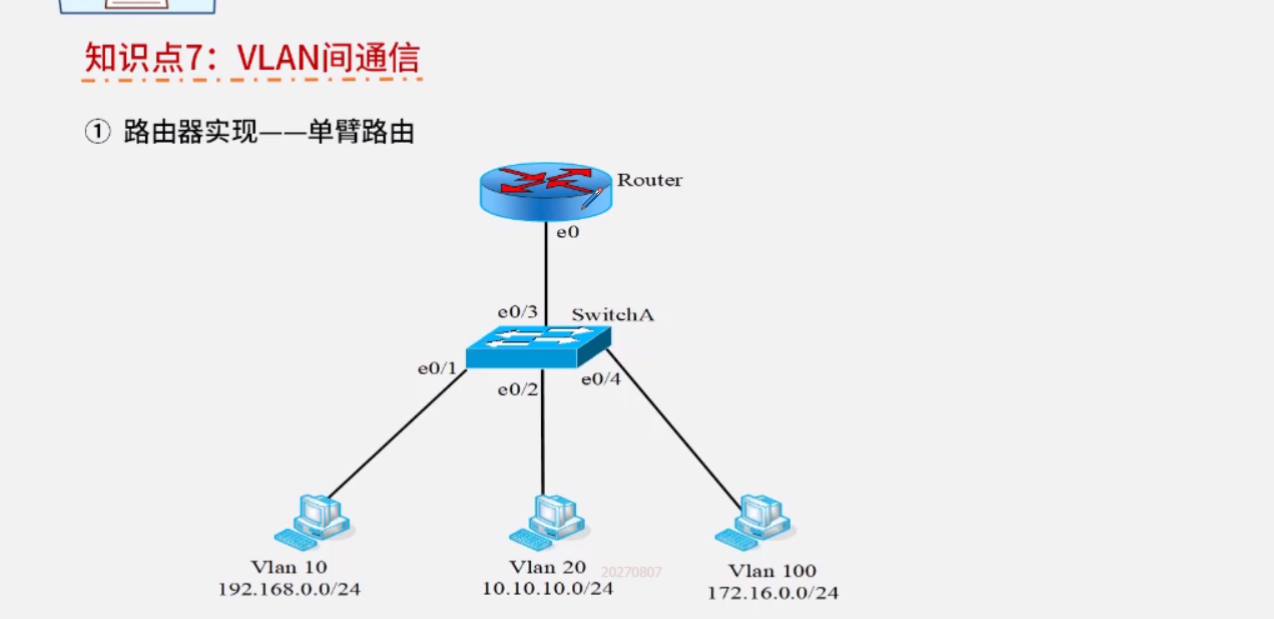 知识点7：VLAN间通信
① 路由器实现——单臂路由
Router
e0
e0/3 SwitchA
e0/1
e0/2 e0/4
Vlan 10 Vlan 20 Vlan 100
20270807
192.168.0.0/24 10.10.10.0/24 172.16.0.0/24